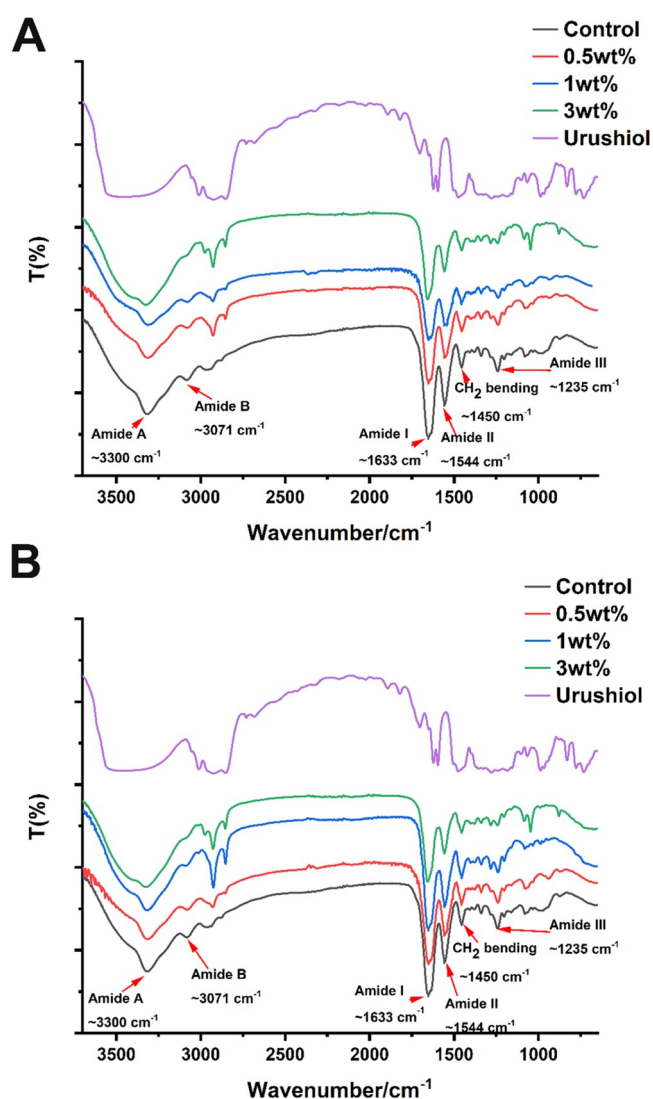 A
Control
0.5wt%
1wt%
3wt%
Urushiol
T(%)
Amide A
~3300 cm⁻¹
Amide B
~3071 cm⁻¹
Amide I
~1633 cm⁻¹
Amide II
~1544 cm⁻¹
CH₂ bending
~1450 cm⁻¹
Amide III
~1235 cm⁻¹
3500 3000 2500 2000 1500 1000
Wavenumber/cm⁻¹
B
Control
0.5wt%
1wt%
3wt%
Urushiol
T(%)
Amide A
~3300 cm⁻¹
Amide B
~3071 cm⁻¹
Amide I
~1633 cm⁻¹
Amide II
~1544 cm⁻¹
CH₂ bending
~1450 cm⁻¹
Amide III
~1235 cm⁻¹
3500 3000 2500 2000 1500 1000
Wavenumber/cm⁻¹